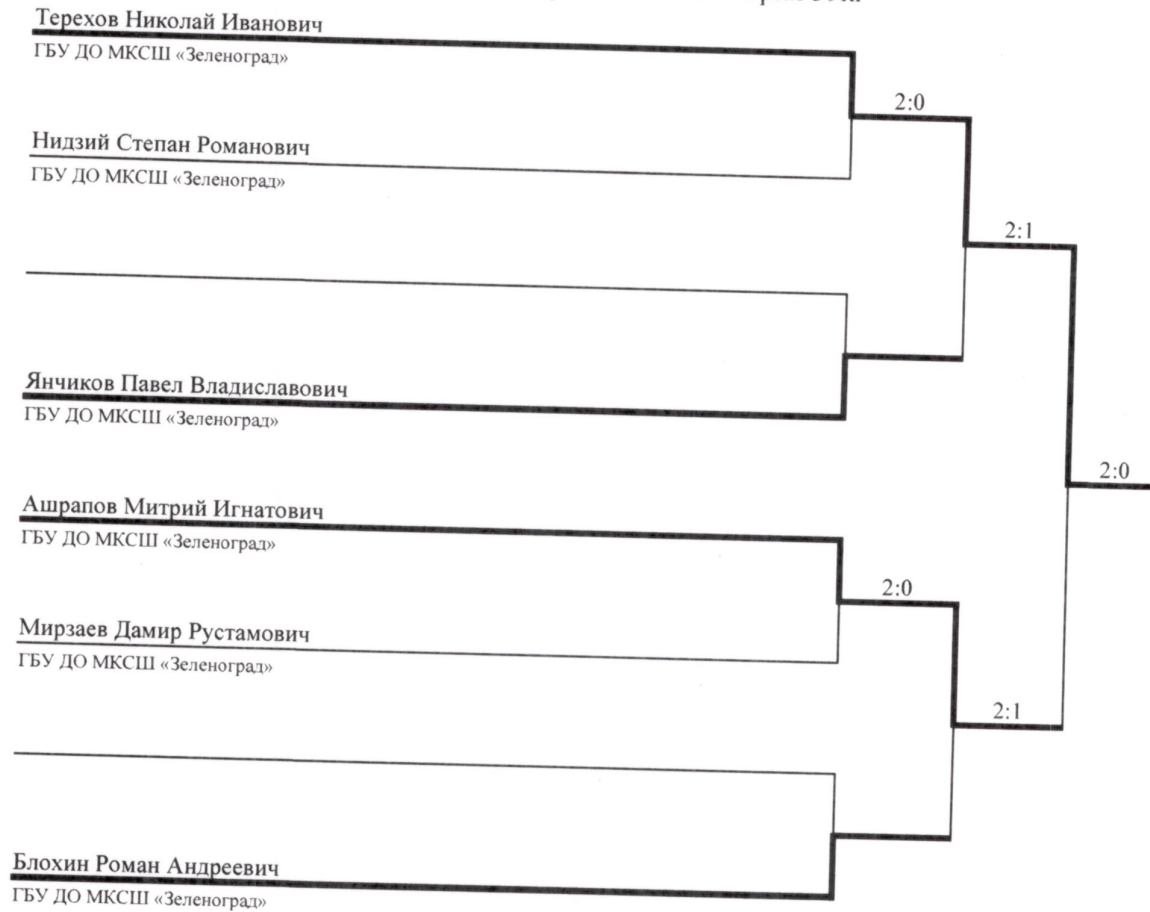 Терехов Николай Иванович
ГБУ ДО МКСШ «Зеленоград»
2:0
Нидзий Степан Романович
ГБУ ДО МКСШ «Зеленоград»
2:1
Янчиков Павел Владиславович
ГБУ ДО МКСШ «Зеленоград»
2:0
Ашрапов Митрий Игнатович
ГБУ ДО МКСШ «Зеленоград»
2:0
Мирзаев Дамир Рустамович
ГБУ ДО МКСШ «Зеленоград»
2:1
Блохин Роман Андреевич
ГБУ ДО МКСШ «Зеленоград»